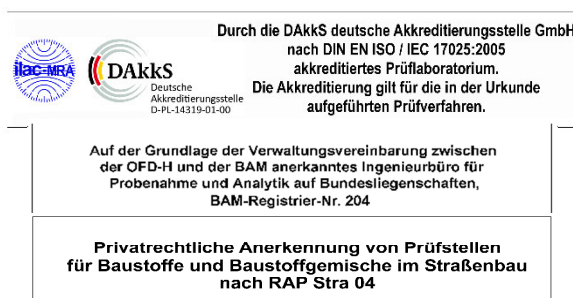 ilac-MRA
DAkkS
Deutsche
Akkreditierungsstelle
D-PL-14319-01-00
Durch die DAkkS deutsche Akkreditierungsstelle GmbH
nach DIN EN ISO / IEC 17025:2005
akkreditiertes Prüflaboratorium.
Die Akkreditierung gilt für die in der Urkunde
aufgeführten Prüfverfahren.
Auf der Grundlage der Verwaltungsvereinbarung zwischen
der OFD-H und der BAM anerkanntes Ingenieurbüro für
Probenahme und Analytik auf Bundesliegenschaften,
BAM-Registrier-Nr. 204
Privatrechtliche Anerkennung von Prüfstellen
für Baustoffe und Baustoffgemische im Straßenbau
nach RAP Stra 04